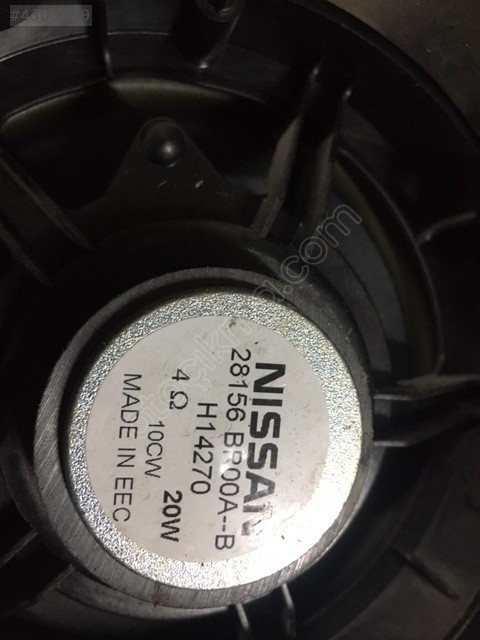 NISSAN
28156 BR00A--B
H14270
4 Ω 20W
10CW
MADE IN EEC